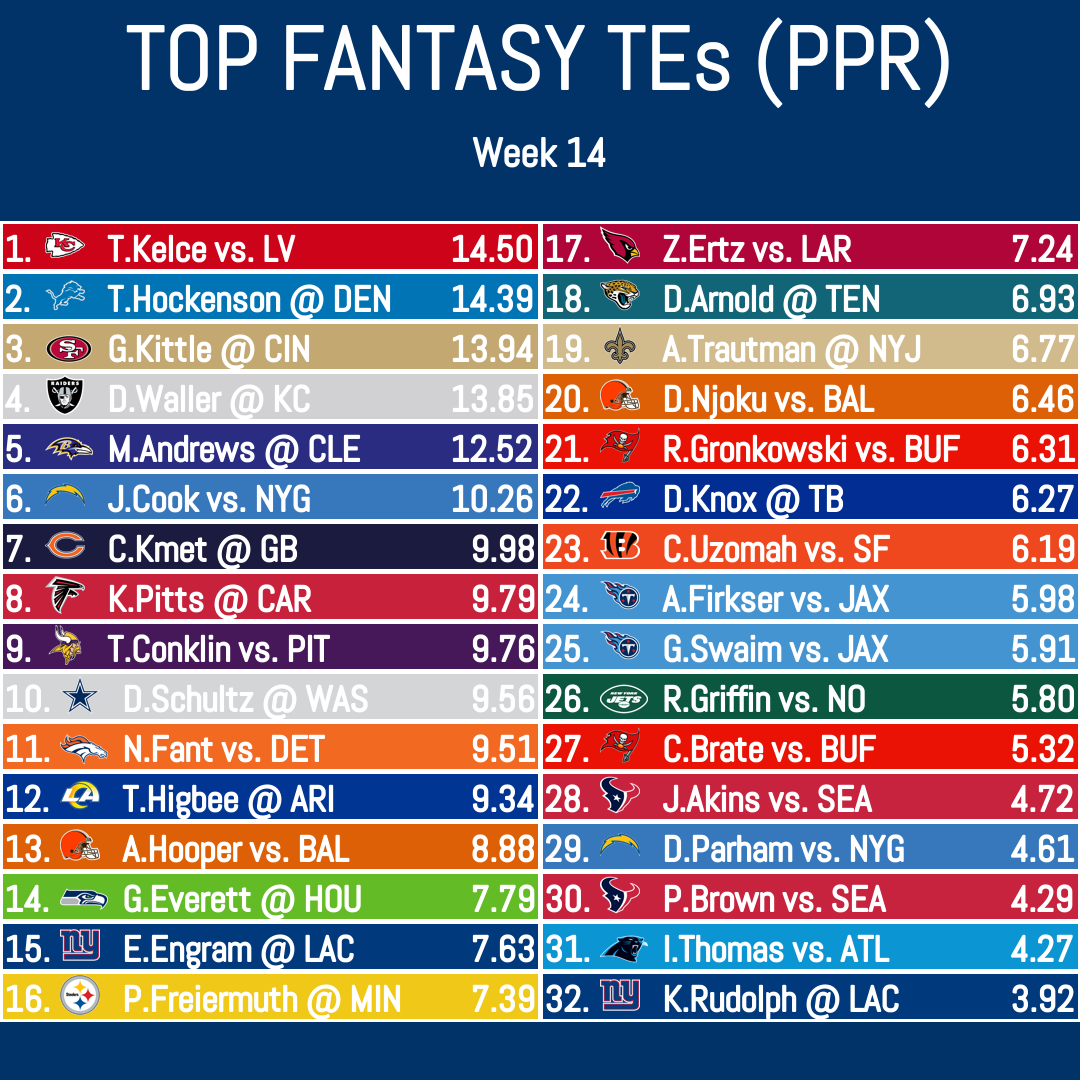 TOP FANTASY TEs (PPR)
Week 14
1. T.Kelce vs. LV 14.50
2. T.Hockenson @ DEN 14.39
3. G.Kittle @ CIN 13.94
4. D.Waller @ KC 13.85
5. M.Andrews @ CLE 12.52
6. J.Cook vs. NYG 10.26
7. C.Kmet @ GB 9.98
8. K.Pitts @ CAR 9.79
9. T.Conklin vs. PIT 9.76
10. D.Schultz @ WAS 9.56
11. N.Fant vs. DET 9.51
12. T.Higbee @ ARI 9.34
13. A.Hooper vs. BAL 8.88
14. G.Everett @ HOU 7.79
15. E.Engram @ LAC 7.63
16. P.Freiermuth @ MIN 7.39
17. Z.Ertz vs. LAR 7.24
18. D.Arnold @ TEN 6.93
19. A.Trautman @ NYJ 6.77
20. D.Njoku vs. BAL 6.46
21. R.Gronkowski vs. BUF 6.31
22. D.Knox @ TB 6.27
23. C.Uzomah vs. SF 6.19
24. A.Firkser vs. JAX 5.98
25. G.Swaim vs. JAX 5.91
26. R.Griffin vs. NO 5.80
27. C.Brate vs. BUF 5.32
28. J.Akins vs. SEA 4.72
29. D.Parham vs. NYG 4.61
30. P.Brown vs. SEA 4.29
31. I.Thomas vs. ATL 4.27
32. K.Rudolph @ LAC 3.92